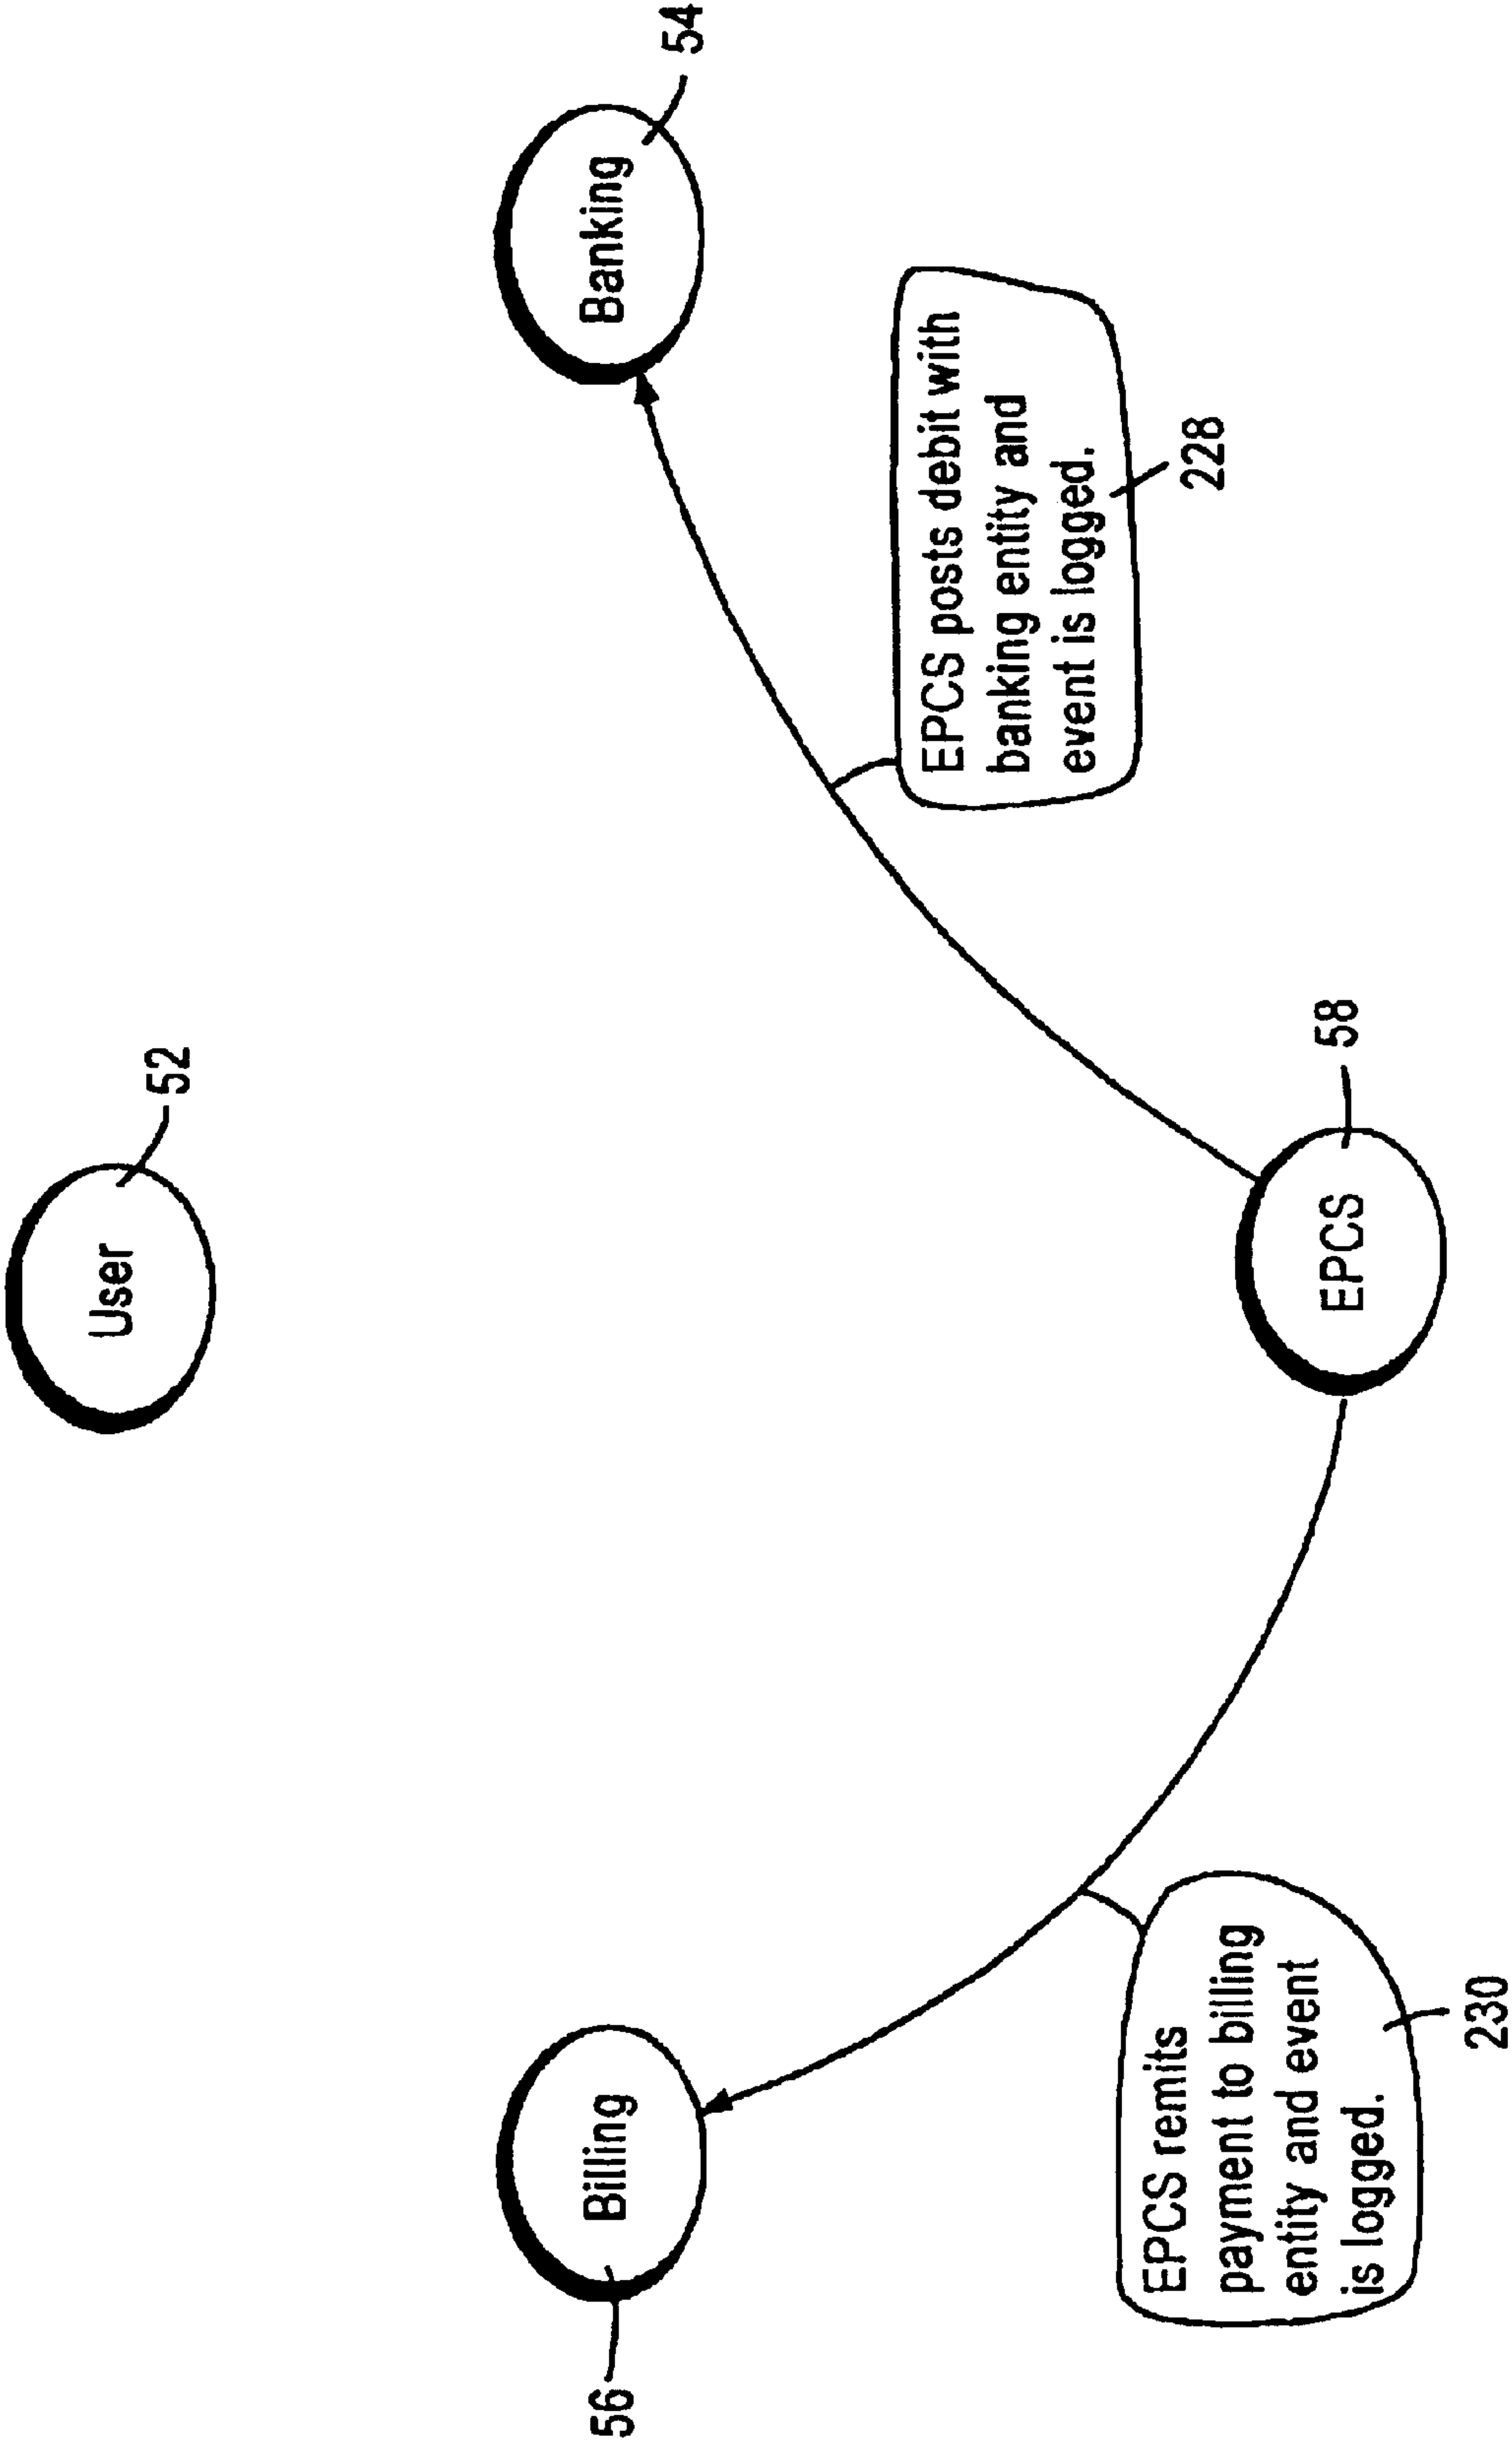 User
52
Billing
56
Banking
54
EPCS posts debit with
banking entity and
event is logged.
228
EPCS remits
payment to billing
entity and event
is logged.
230
EPCS
58